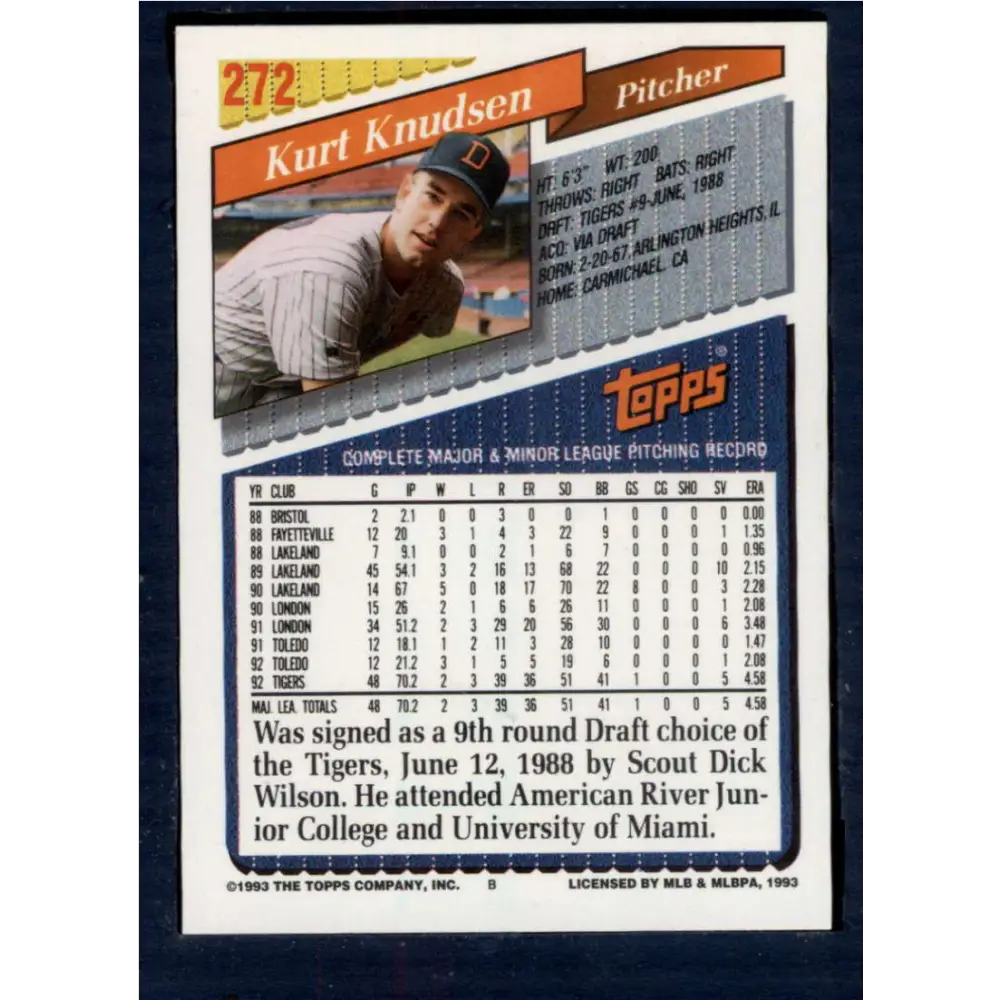 272
Kurt Knudsen
Pitcher
D
HT: 6'3" WT: 200
THROWS: RIGHT BATS: RIGHT
DRFT: TIGERS #9-JUNE, 1988
ACQ: VIA DRAFT
BORN: 2-20-67, ARLINGTON HEIGHTS, IL
HOME: CARMICHAEL, CA
TOPPS®
COMPLETE MAJOR & MINOR LEAGUE PITCHING RECORD
YR CLUB G IP W L R ER SO BB GS CG SHO SV ERA
88 BRISTOL 2 2.1 0 0 3 0 0 1 0 0 0 0 0.00
88 FAYETTEVILLE 12 20 3 1 4 3 22 9 0 0 0 1 1.35
88 LAKELAND 7 9.1 0 0 2 1 6 7 0 0 0 0 0.96
89 LAKELAND 45 54.1 3 2 16 13 68 22 0 0 0 10 2.15
90 LAKELAND 14 67 5 0 18 17 70 22 8 0 0 3 2.28
90 LONDON 15 26 2 1 6 6 26 11 0 0 0 1 2.08
91 LONDON 34 51.2 2 3 29 20 56 30 0 0 0 6 3.48
91 TOLEDO 12 18.1 1 2 11 3 28 10 0 0 0 0 1.47
92 TOLEDO 12 21.2 3 1 5 5 19 6 0 0 0 1 2.08
92 TIGERS 48 70.2 2 3 39 36 51 41 1 0 0 5 4.58
MAJ. LEA. TOTALS 48 70.2 2 3 39 36 51 41 1 0 0 5 4.58
Was signed as a 9th round Draft choice of
the Tigers, June 12, 1988 by Scout Dick
Wilson. He attended American River Jun-
ior College and University of Miami.
©1993 THE TOPPS COMPANY, INC. B LICENSED BY MLB & MLBPA, 1993